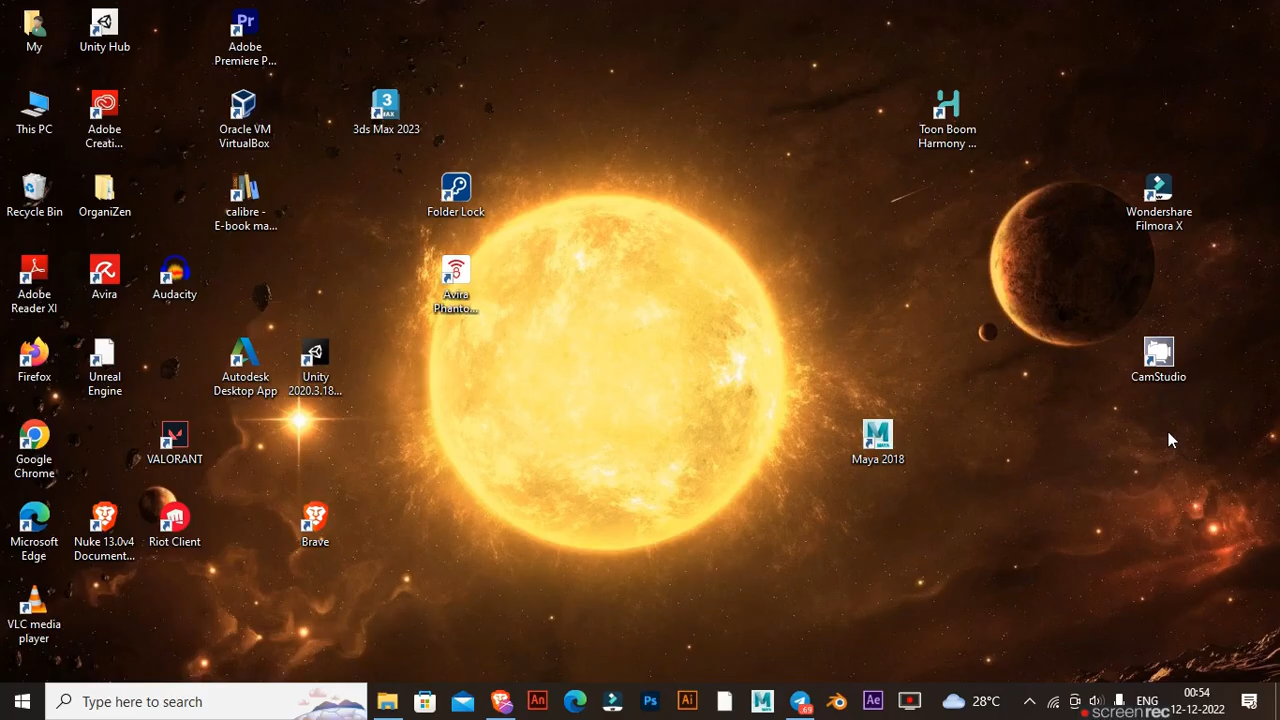 My
Unity Hub
Adobe
Premiere P...
This PC
Adobe
Creati...
Oracle VM
VirtualBox
3ds Max 2023
Toon Boom
Harmony ...
Recycle Bin
OrganiZen
calibre -
E-book ma...
Folder Lock
Wondershare
Filmora X
Adobe
Reader XI
Avira
Audacity
Avira
Phanto...
Firefox
Unreal
Engine
Autodesk
Desktop App
Unity
2020.3.18...
CamStudio
Google
Chrome
VALORANT
Maya 2018
Microsoft
Edge
Nuke 13.0v4
Document...
Riot Client
Brave
VLC media
player
Type here to search
28°C
ENG
00:54
12-12-2022
screenrec